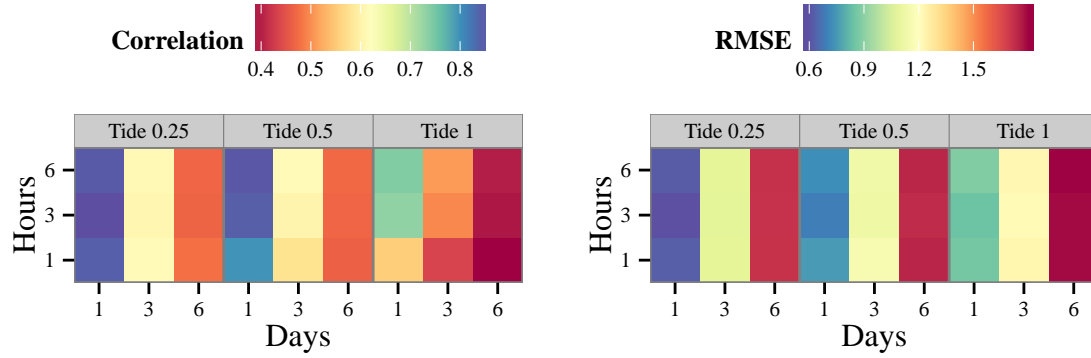 Correlation
0.4 0.5 0.6 0.7 0.8
Tide 0.25 Tide 0.5 Tide 1
Hours
6
3
1
1 3 6 1 3 6 1 3 6
Days
RMSE
0.6 0.9 1.2 1.5
Tide 0.25 Tide 0.5 Tide 1
Hours
6
3
1
1 3 6 1 3 6 1 3 6
Days